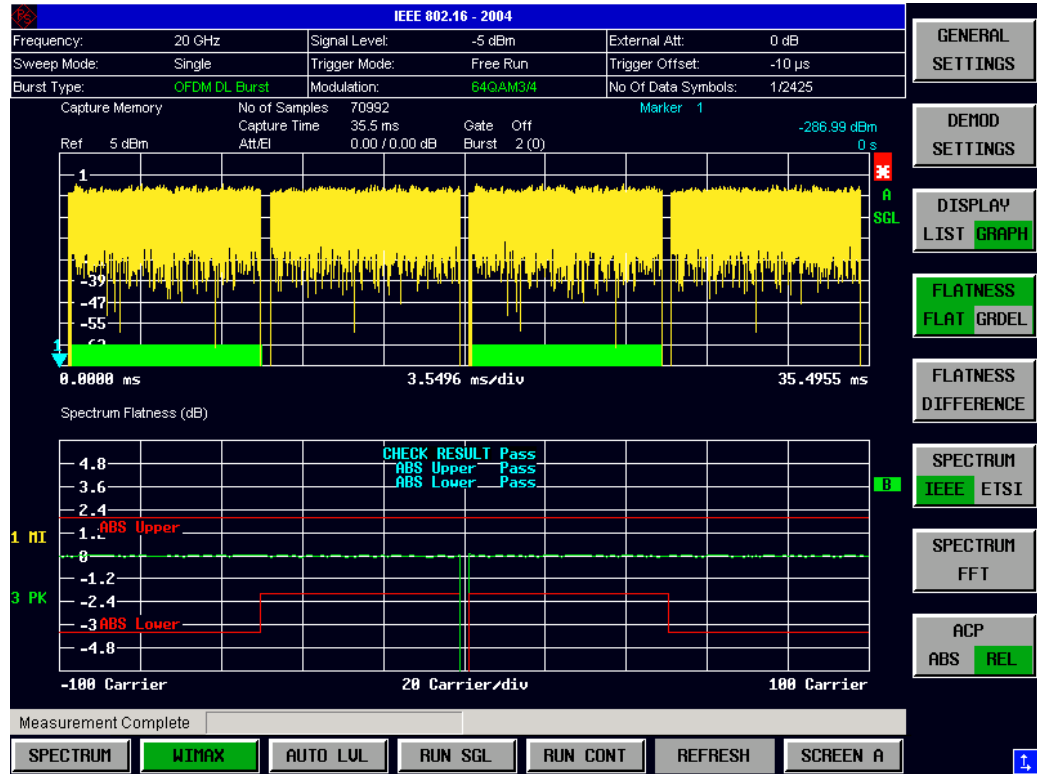 IEEE 802.16 - 2004
Frequency: 20 GHz Signal Level: -5 dBm External Att: 0 dB
Sweep Mode: Single Trigger Mode: Free Run Trigger Offset: -10 µs
Burst Type: OFDM DL Burst Modulation: 64QAM3/4 No Of Data Symbols: 1/2425
Capture Memory No of Samples 70992 Marker 1
Capture Time 35.5 ms Gate Off -286.99 dBm
Ref 5 dBm Att/El 0.00 / 0.00 dB Burst 2 (0) 0 s
1
A
SGL
-39
-47
-55
1
0.0000 ms 3.5496 ms/div 35.4955 ms
Spectrum Flatness (dB)
CHECK RESULT Pass
4.8 ABS Upper Pass
3.6 ABS Lower Pass
B
2.4
ABS Upper
1 MI
0
-1.2
3 PK -2.4
-3 ABS Lower
-4.8
-100 Carrier 20 Carrier/div 100 Carrier
Measurement Complete
SPECTRUM WIMAX AUTO LVL RUN SGL RUN CONT REFRESH SCREEN A
GENERAL
SETTINGS
DEMOD
SETTINGS
DISPLAY
LIST GRAPH
FLATNESS
FLAT GRDEL
FLATNESS
DIFFERENCE
SPECTRUM
IEEE ETSI
SPECTRUM
FFT
ACP
ABS REL